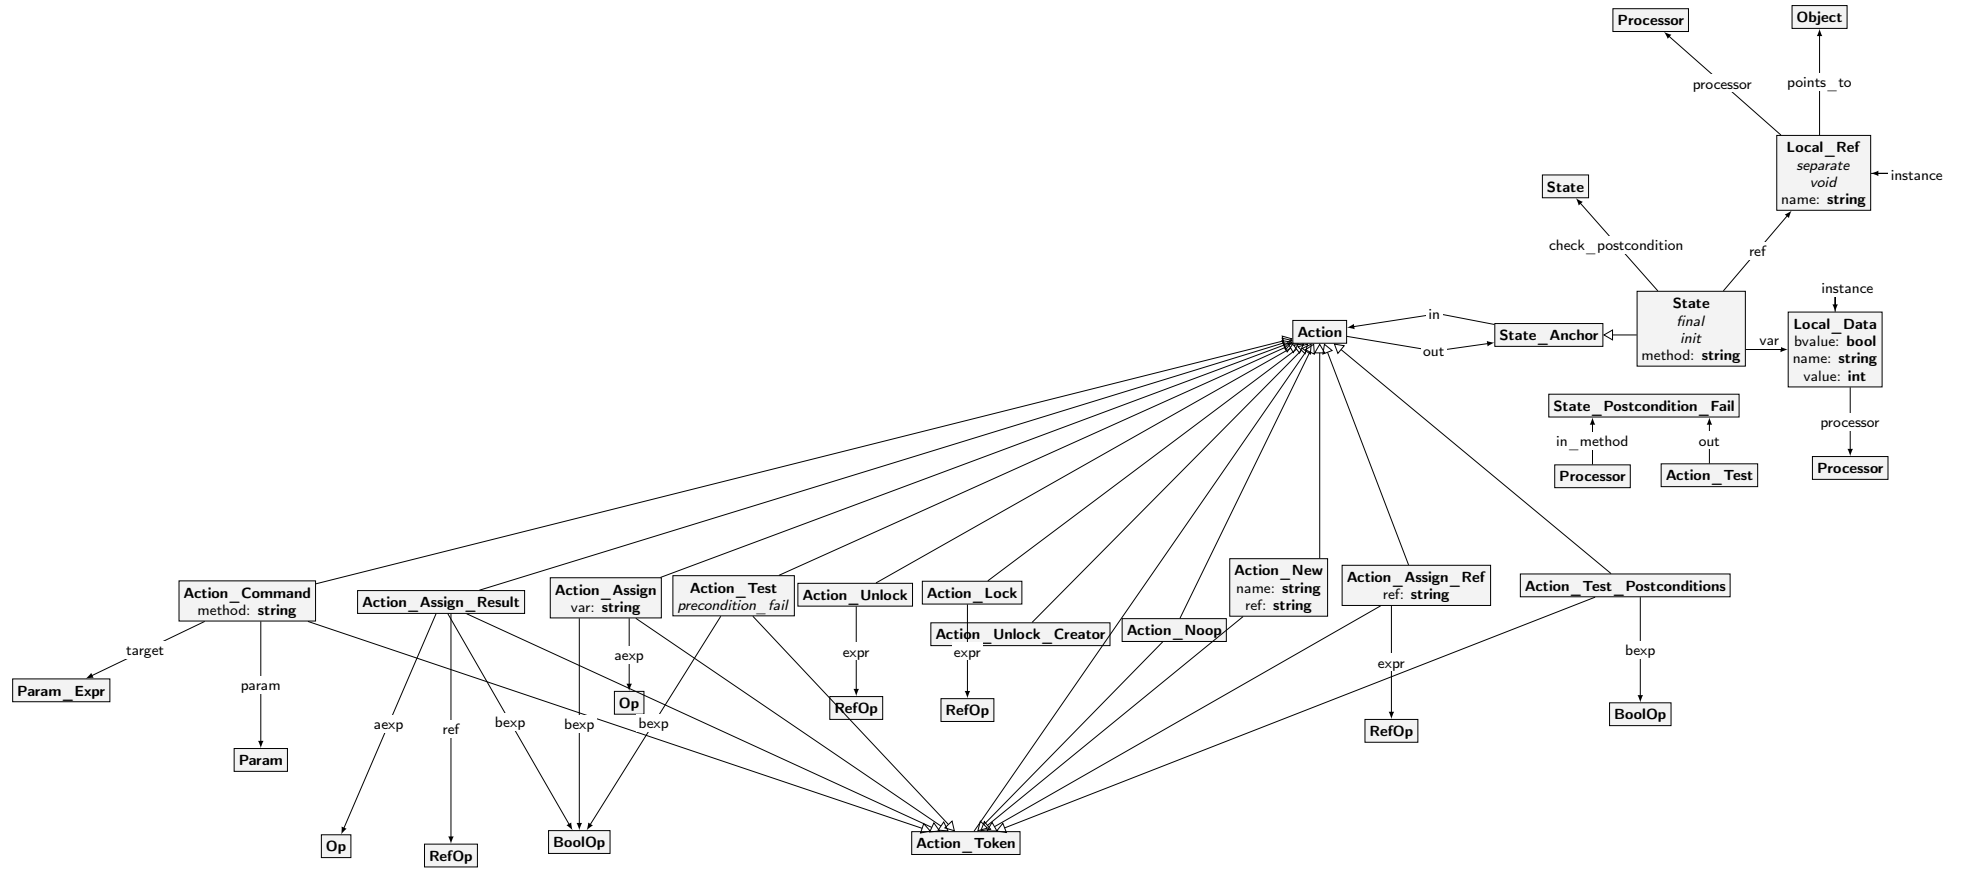 Processor
Object
processor
points_to
Local_Ref
separate
void
name: string
instance
State
check_postcondition
ref
instance
State
final
init
method: string
Action
in
out
State_Anchor
var
Local_Data
bvalue: bool
name: string
value: int
State_Postcondition_Fail
in_method
out
processor
Processor
Action_Test
Processor
Action_Command
method: string
Action_Assign_Result
Action_Assign
var: string
Action_Test
precondition_fail
Action_Unlock
Action_Lock
Action_Unlock_Creator
Action_Noop
Action_New
name: string
ref: string
Action_Assign_Ref
ref: string
Action_Test_Postconditions
target
param
aexp
expr
expr
expr
bexp
Param_Expr
Op
RefOp
RefOp
BoolOp
aexp
ref
bexp
bexp
bexp
RefOp
Param
Op
RefOp
BoolOp
Action_Token